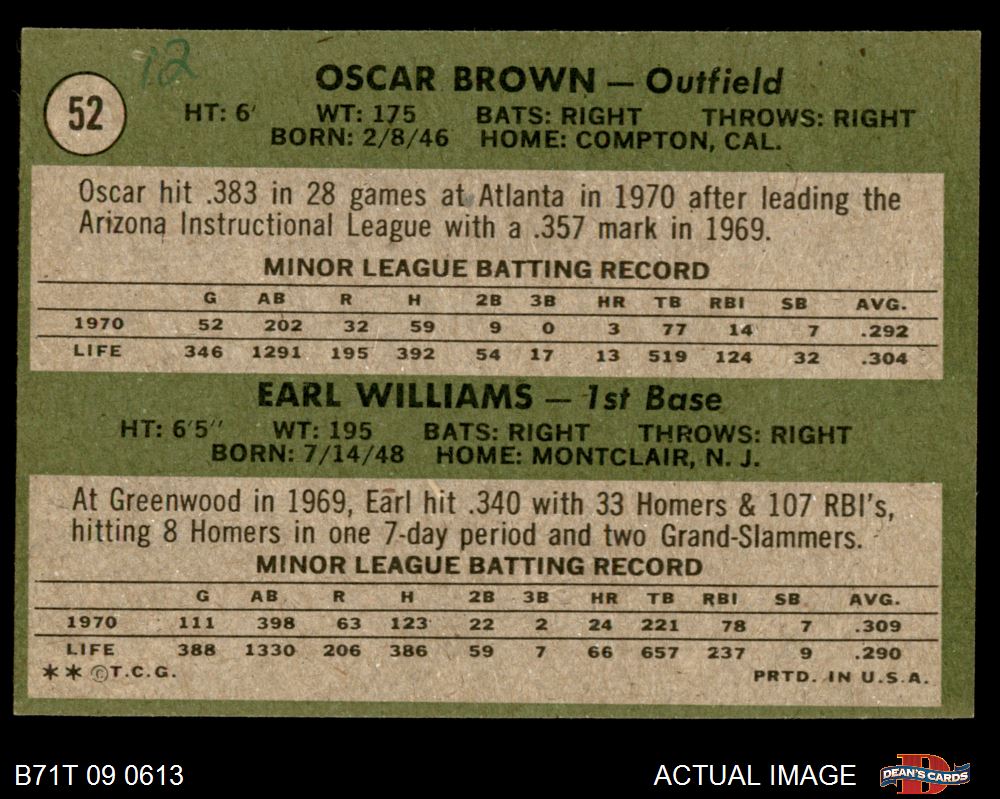 12
52
OSCAR BROWN — Outfield
HT: 6' WT: 175 BATS: RIGHT THROWS: RIGHT
BORN: 2/8/46 HOME: COMPTON, CAL.
Oscar hit .383 in 28 games at Atlanta in 1970 after leading the
Arizona Instructional League with a .357 mark in 1969.
MINOR LEAGUE BATTING RECORD
G AB R H 2B 3B HR TB RBI SB AVG.
1970 52 202 32 59 9 0 3 77 14 7 .292
LIFE 346 1291 195 392 54 17 13 519 124 32 .304
EARL WILLIAMS — 1st Base
HT: 6'5" WT: 195 BATS: RIGHT THROWS: RIGHT
BORN: 7/14/48 HOME: MONTCLAIR, N. J.
At Greenwood in 1969, Earl hit .340 with 33 Homers & 107 RBI's,
hitting 8 Homers in one 7-day period and two Grand-Slammers.
MINOR LEAGUE BATTING RECORD
G AB R H 2B 3B HR TB RBI SB AVG.
1970 111 398 63 123 22 2 24 221 78 7 .309
LIFE 388 1330 206 386 59 7 66 657 237 9 .290
** ©T.C.G. PRTD. IN U.S.A.
B71T 09 0613 ACTUAL IMAGE DEAN'S CARDS